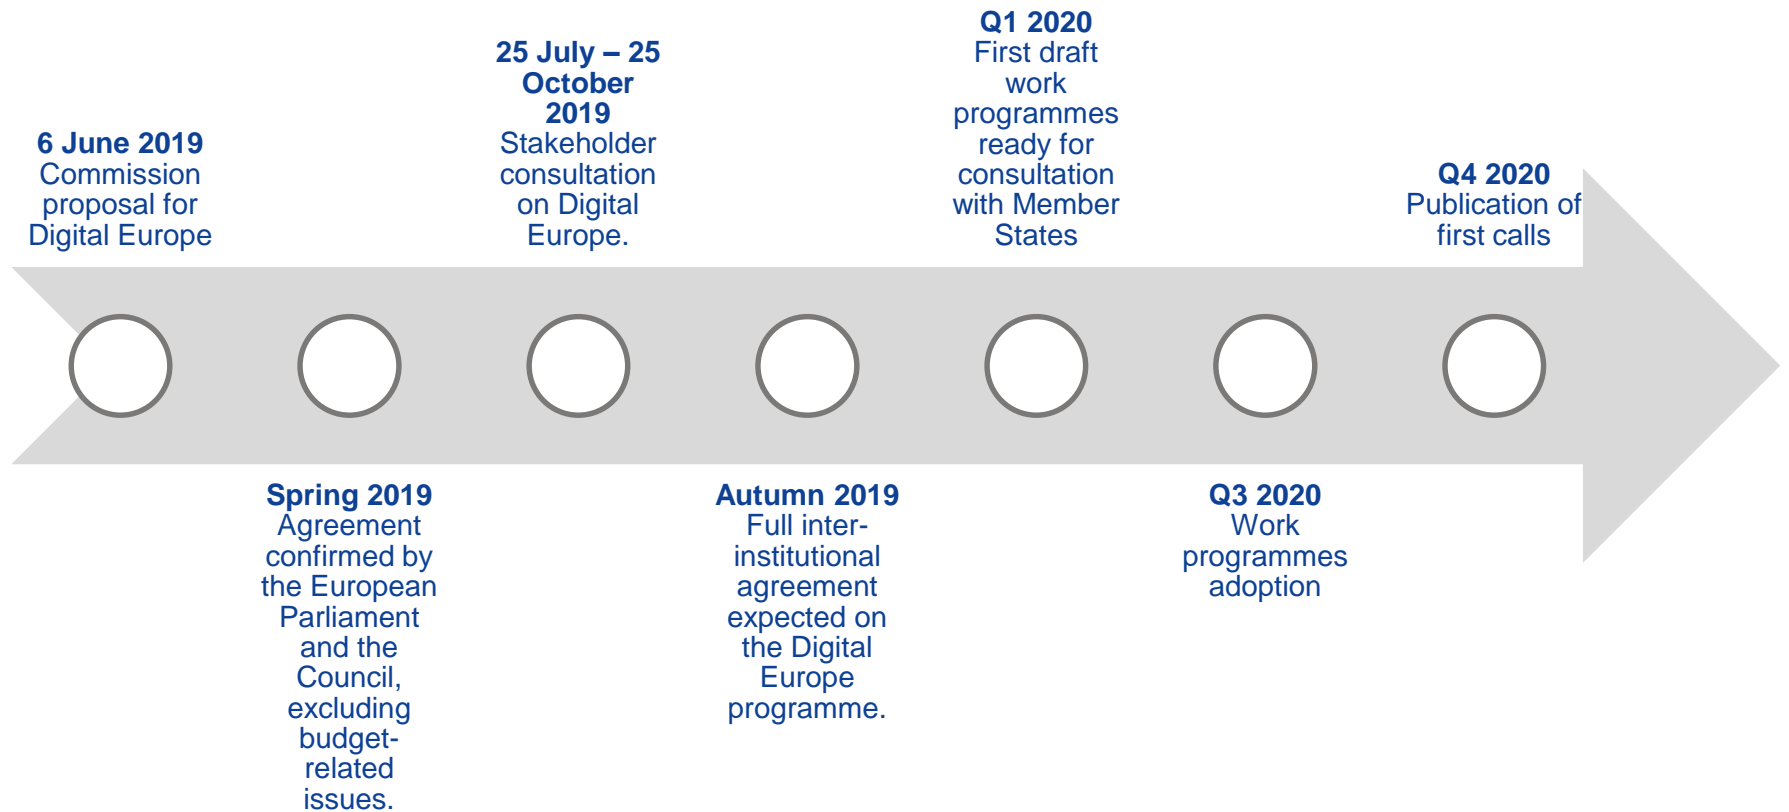 6 June 2019
Commission
proposal for
Digital Europe
Spring 2019
Agreement
confirmed by
the European
Parliament
and the
Council,
excluding
budget-
related
issues.
25 July – 25
October
2019
Stakeholder
consultation
on Digital
Europe.
Autumn 2019
Full inter-
institutional
agreement
expected on
the Digital
Europe
programme.
Q1 2020
First draft
work
programmes
ready for
consultation
with Member
States
Q3 2020
Work
programmes
adoption
Q4 2020
Publication of
first calls